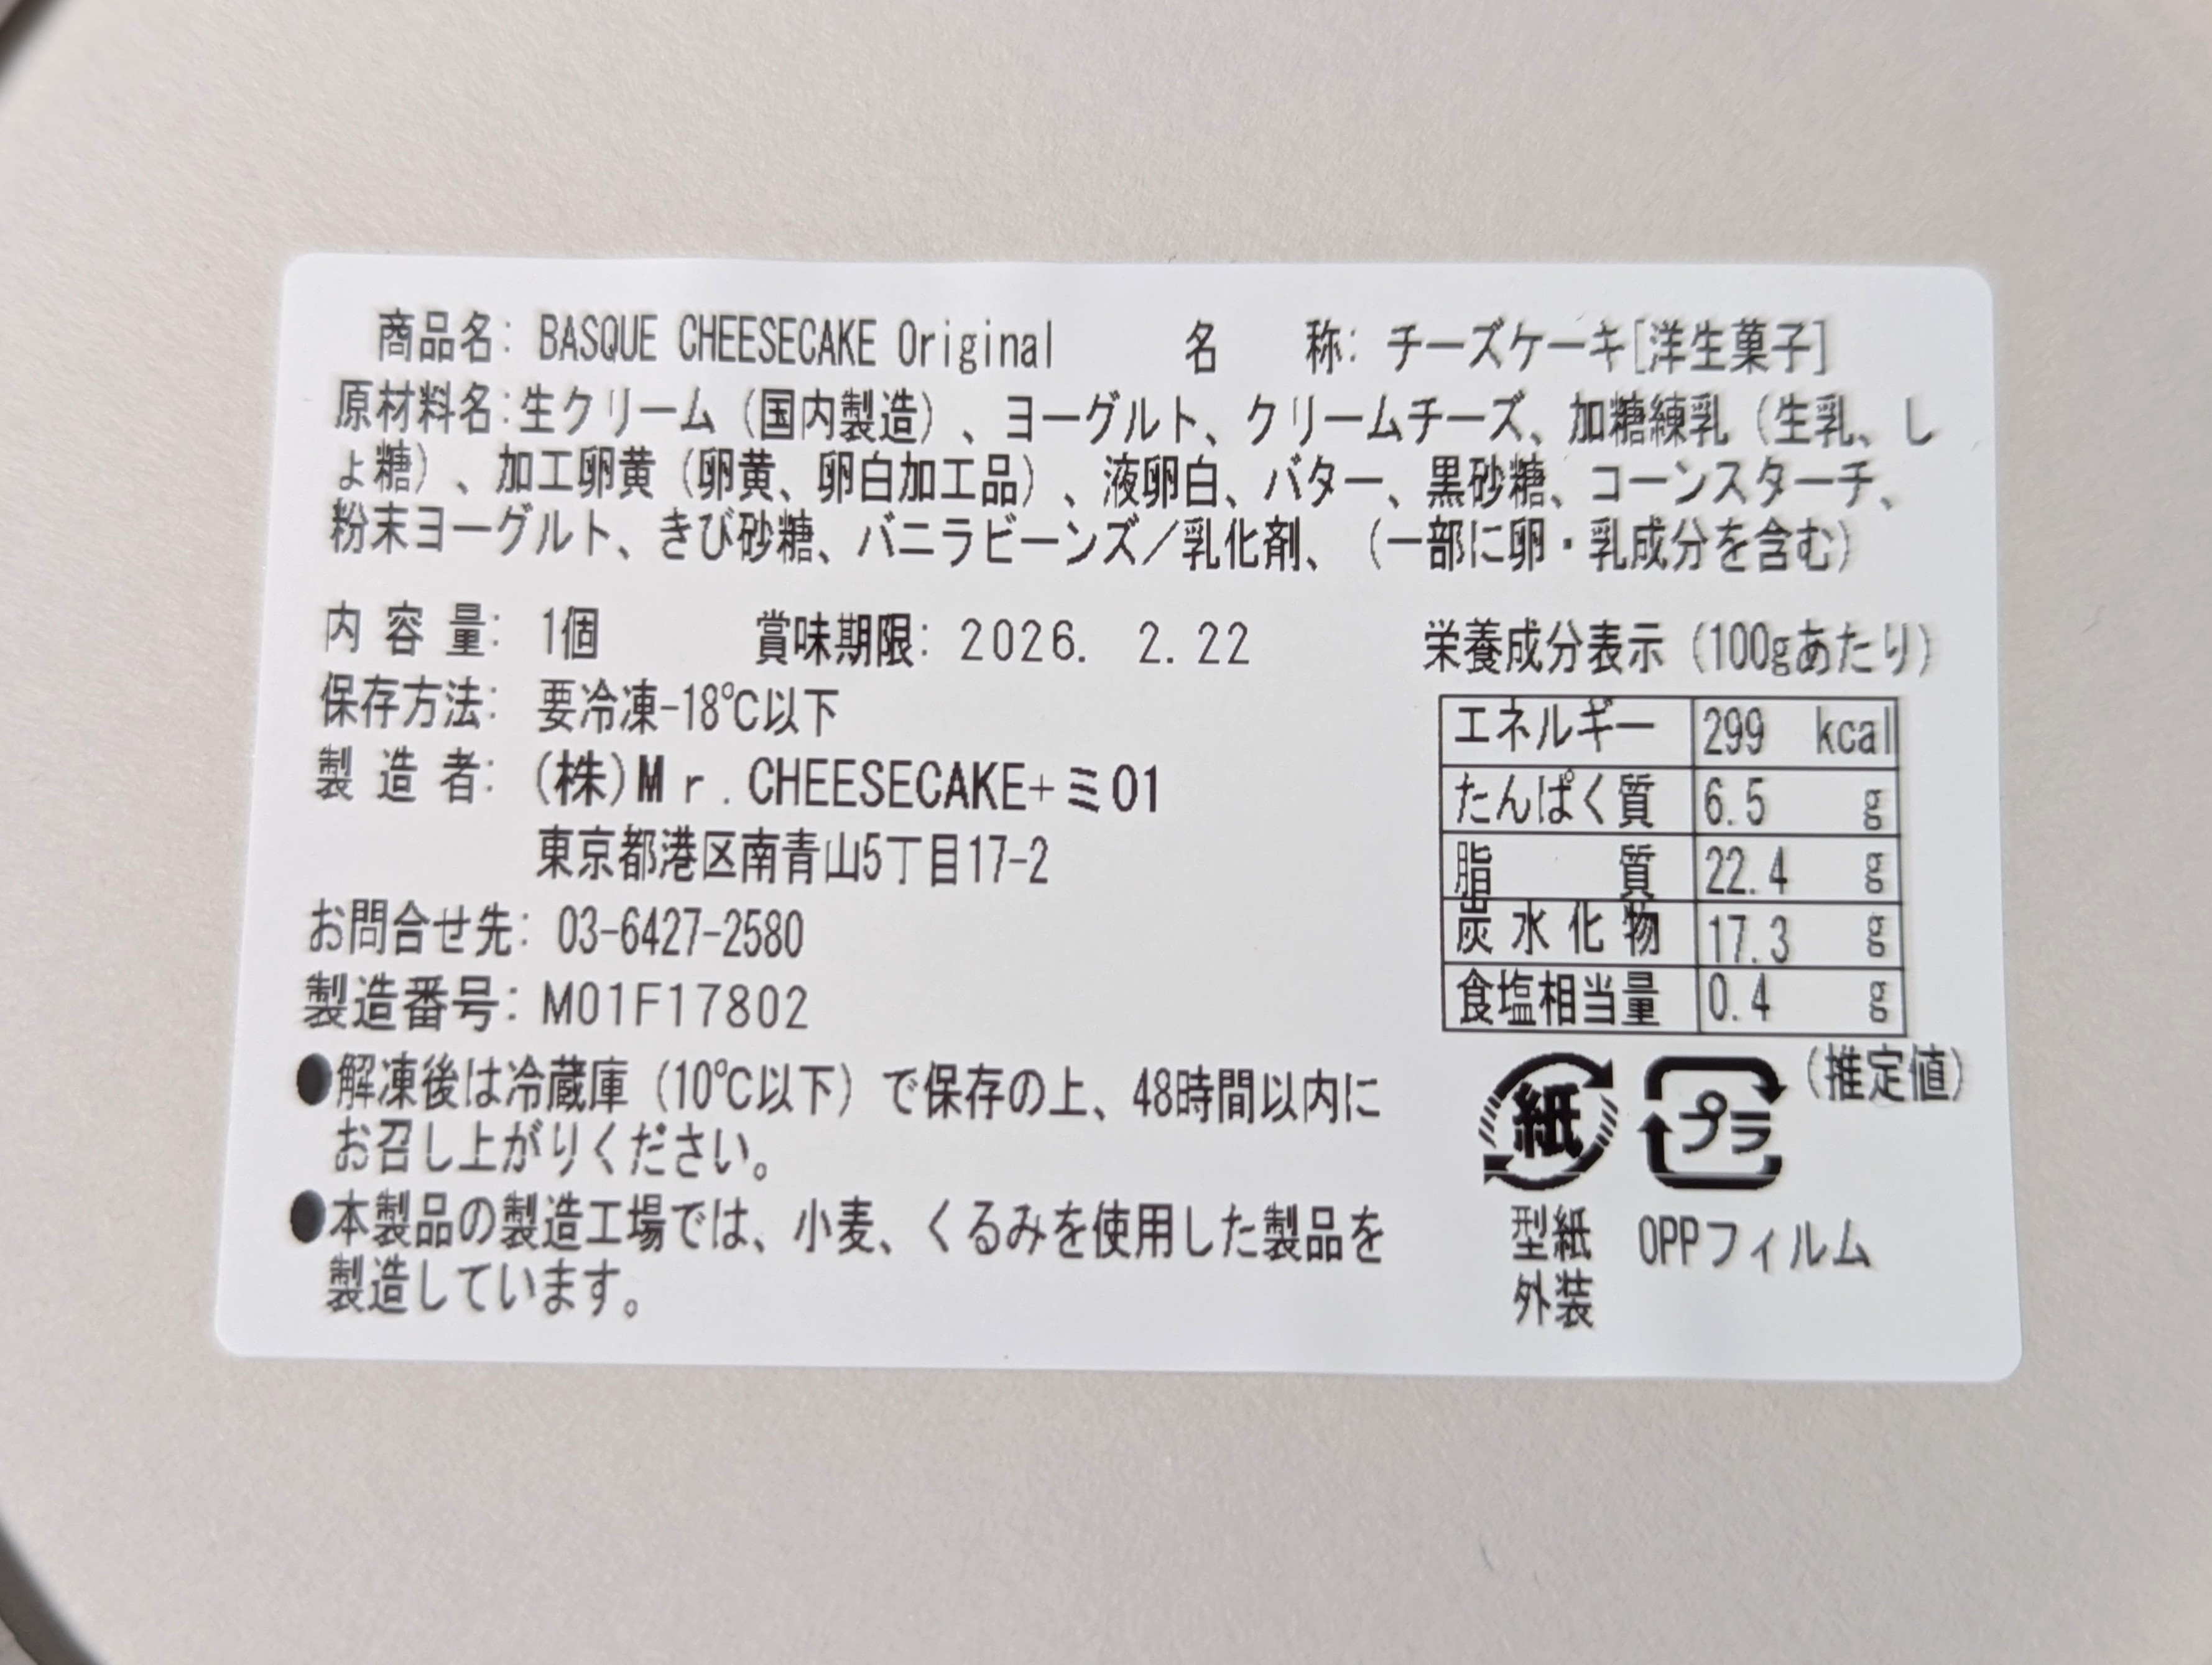 商品名: BASQUE CHEESECAKE Original 名 称: チーズケーキ[洋生菓子]
原材料名:生クリーム（国内製造）、ヨーグルト、クリームチーズ、加糖練乳（生乳、し
ょ糖）、加工卵黄（卵黄、卵白加工品）、液卵白、バター、黒砂糖、コーンスターチ、
粉末ヨーグルト、きび砂糖、バニラビーンズ／乳化剤、（一部に卵・乳成分を含む）
内 容 量: 1個 賞味期限: 2026. 2.22
保存方法: 要冷凍-18℃以下
製 造 者: (株)Mr.CHEESECAKE+ミ01
東京都港区南青山5丁目17-2
お問合せ先: 03-6427-2580
製造番号: M01F17802
●解凍後は冷蔵庫（10℃以下）で保存の上、48時間以内に
お召し上がりください。
●本製品の製造工場では、小麦、くるみを使用した製品を
製造しています。
栄養成分表示（100gあたり）
エネルギー 299 kcal
たんぱく質 6.5 g
脂 質 22.4 g
炭水化物 17.3 g
食塩相当量 0.4 g
（推定値）
紙 プラ
型紙 OPPフィルム
外装